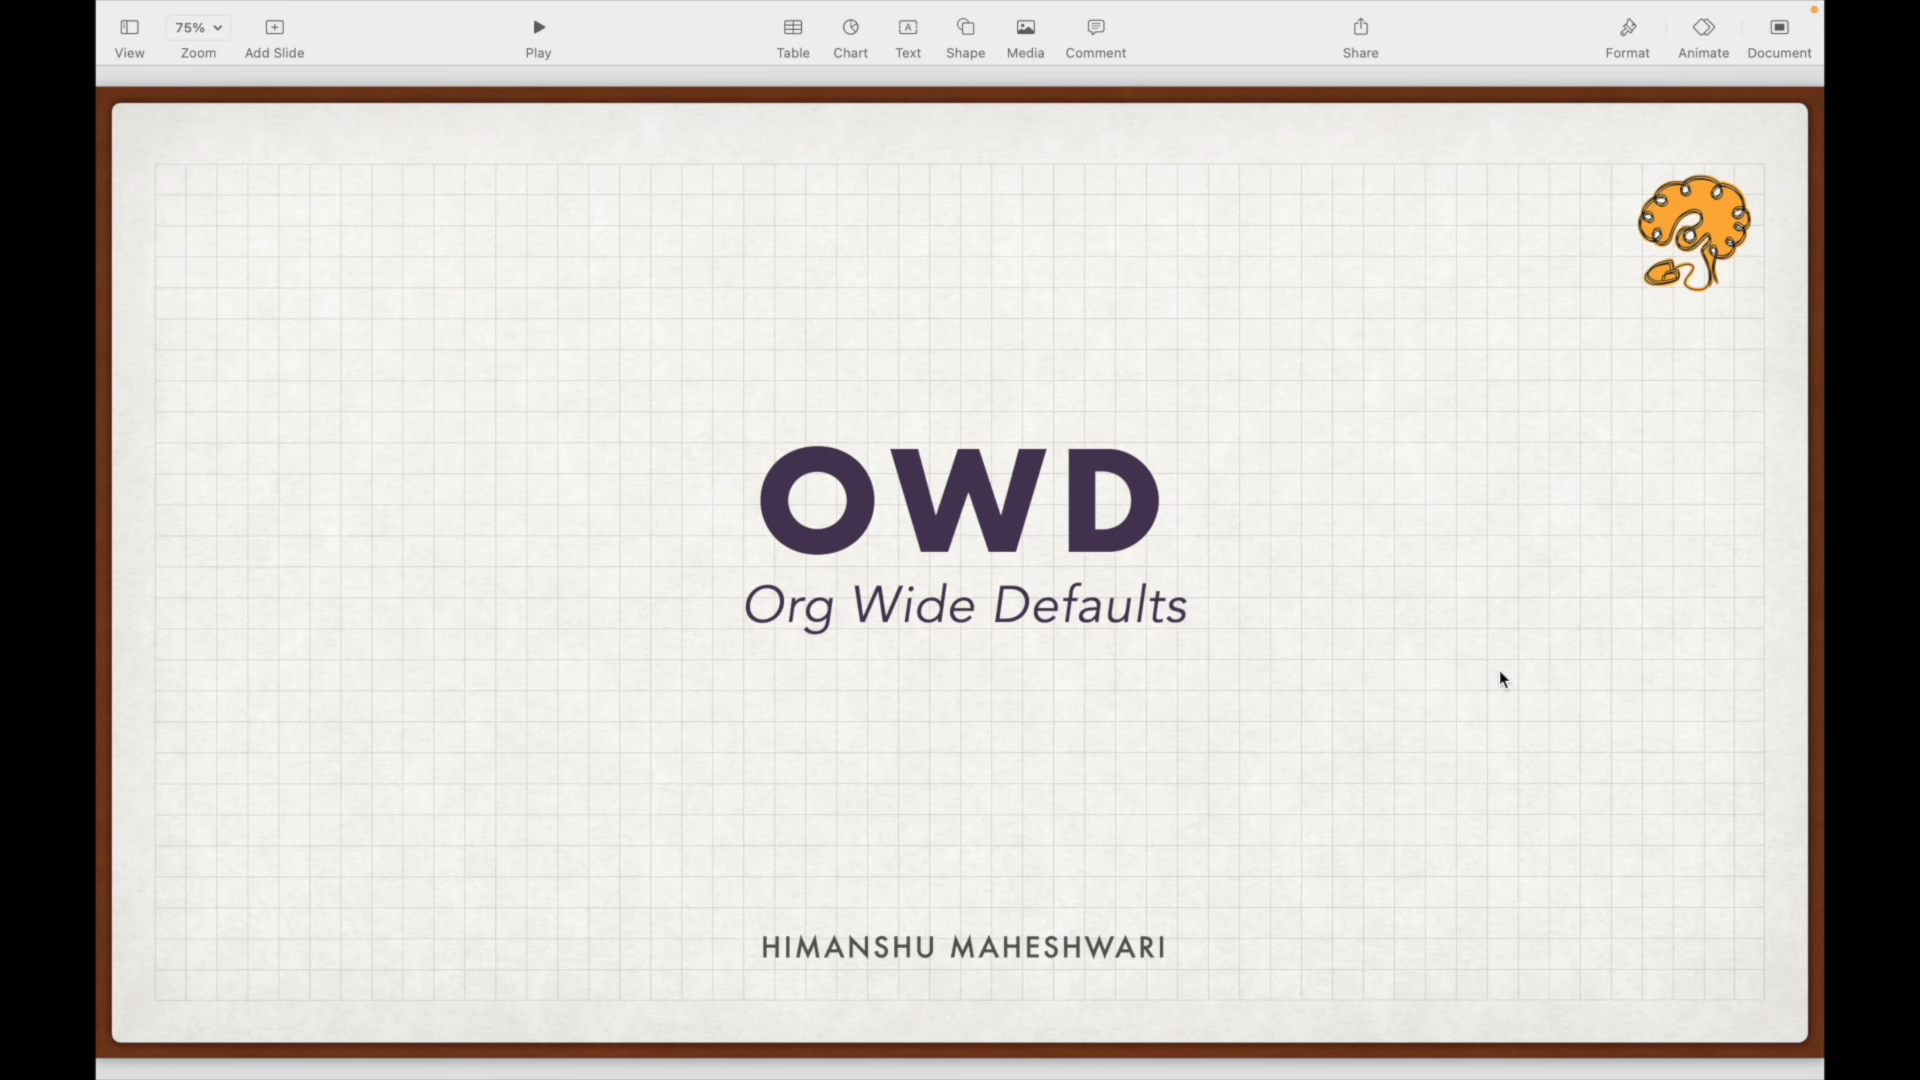 View
75%
Zoom
Add Slide
Play
Table
Chart
A
Text
Shape
Media
Comment
Share
Format
Animate
Document
OWD
Org Wide Defaults
HIMANSHU MAHESHWARI